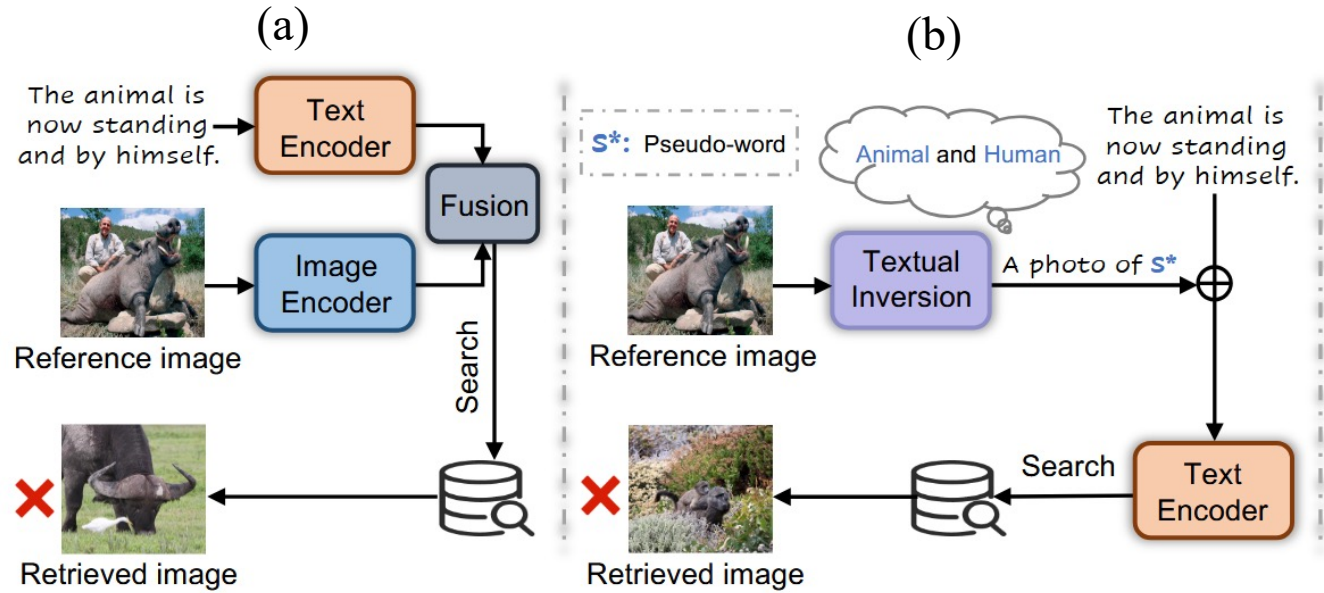 (a)
The animal is
now standing
and by himself.
Text
Encoder
Fusion
Image
Encoder
Reference image
Search
Retrieved image
(b)
S*: Pseudo-word
Animal and Human
The animal is
now standing
and by himself.
Textual
Inversion
A photo of S*
Reference image
Search
Text
Encoder
Retrieved image